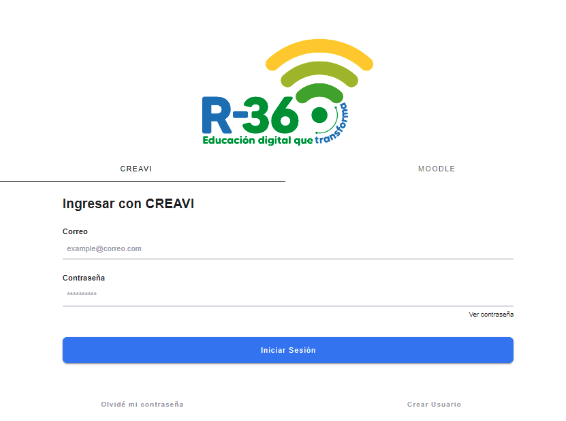 R-36
Educación digital que transforma
CREAVI MOODLE
Ingresar con CREAVI
Correo
example@correo.com
Contraseña
**********
Ver contraseña
Iniciar Sesión
Olvidé mi contraseña Crear Usuario